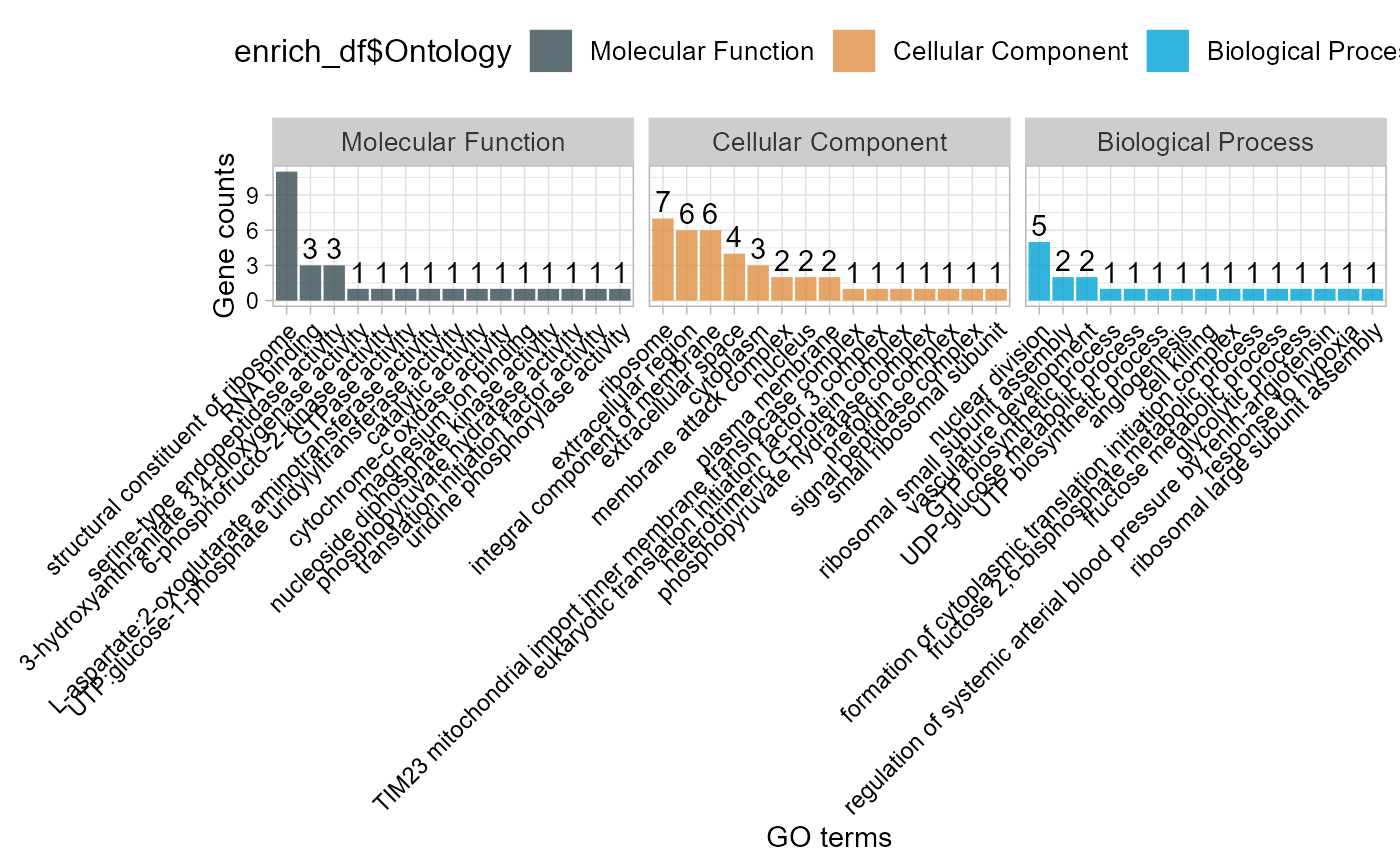 enrich_df$Ontology Molecular Function Cellular Component Biological Proces
Molecular Function Cellular Component Biological Process
Gene counts
9
6
3
0
3 3 1 1 1 1 1 1 1 1 1 1 1 1
7 6 6 4 3 2 2 2 1 1 1 1 1 1 1
5 2 2 1 1 1 1 1 1 1 1 1 1 1 1
structural constituent of ribosome
RNA binding
serine-type endopeptidase activity
3-hydroxyanthranilate 3,4-dioxygenase activity
6-phosphofructo-2-kinase activity
GTPase activity
L-aspartate:2-oxoglutarate aminotransferase activity
UTP:glucose-1-phosphate uridylyltransferase activity
catalytic activity
cytochrome-c oxidase activity
magnesium ion binding
nucleoside diphosphate kinase activity
phosphopyruvate hydratase activity
translation initiation factor activity
uridine phosphorylase activity
ribosome
extracellular region
integral component of membrane
extracellular space
cytoplasm
membrane attack complex
nucleus
plasma membrane
TIM23 mitochondrial import inner membrane translocase complex
eukaryotic translation initiation factor 3 complex
heterotrimeric G-protein complex
phosphopyruvate hydratase complex
prefoldin complex
signal peptidase complex
small ribosomal subunit
nuclear division
ribosomal small subunit assembly
vasculature development
GTP biosynthetic process
UDP-glucose metabolic process
UTP biosynthetic process
angiogenesis
cell killing
formation of cytoplasmic translation initiation complex
fructose 2,6-bisphosphate metabolic process
fructose metabolic process
glycolytic process
regulation of systemic arterial blood pressure by renin-angiotensin
response to hypoxia
ribosomal large subunit assembly
GO terms